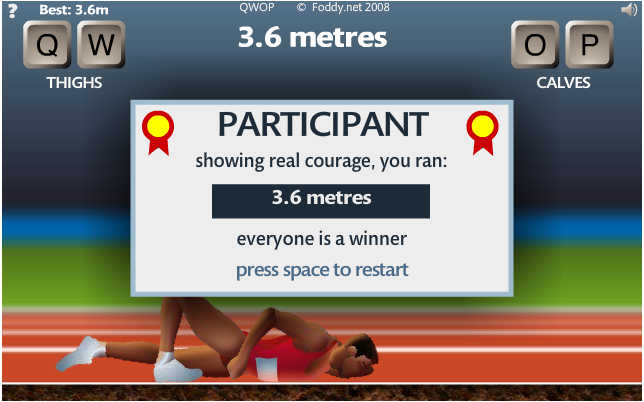 ?
Best: 3.6m
QWOP © Foddy.net 2008
3.6 metres
Q W
O P
THIGHS
CALVES
PARTICIPANT
showing real courage, you ran:
3.6 metres
everyone is a winner
press space to restart